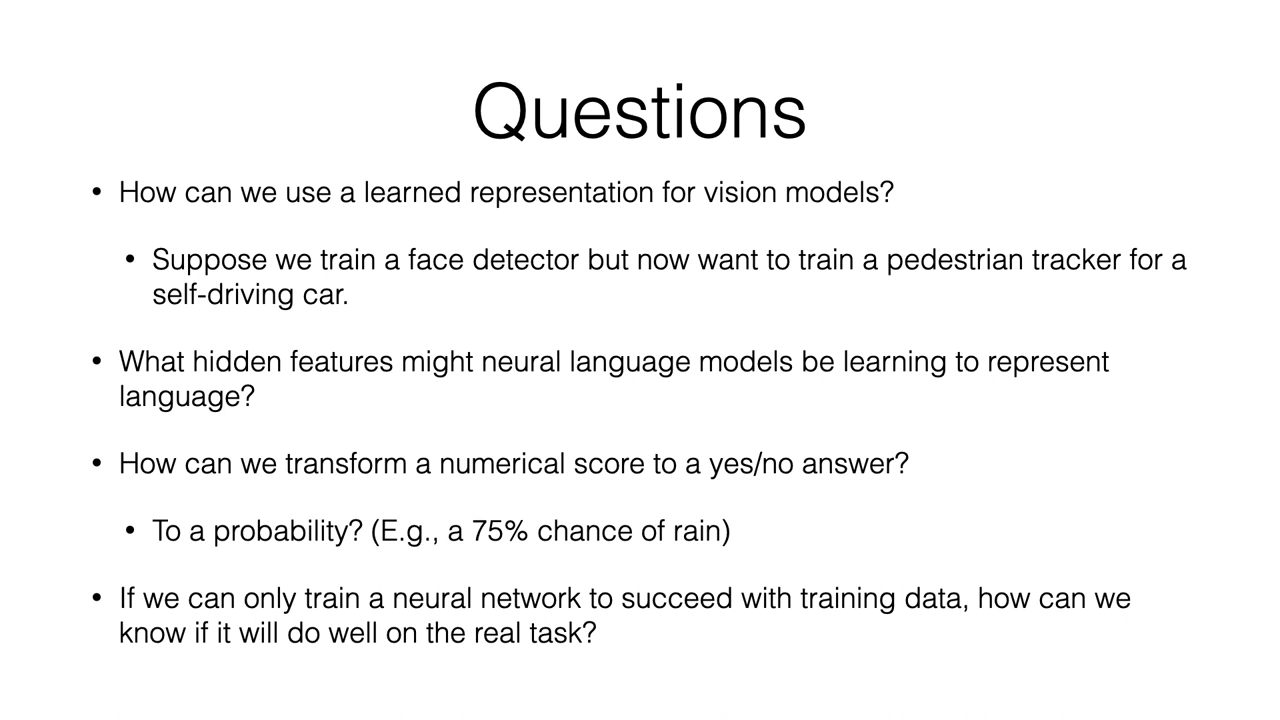 Questions
• How can we use a learned representation for vision models?
• Suppose we train a face detector but now want to train a pedestrian tracker for a
self-driving car.
• What hidden features might neural language models be learning to represent
language?
• How can we transform a numerical score to a yes/no answer?
• To a probability? (E.g., a 75% chance of rain)
• If we can only train a neural network to succeed with training data, how can we
know if it will do well on the real task?